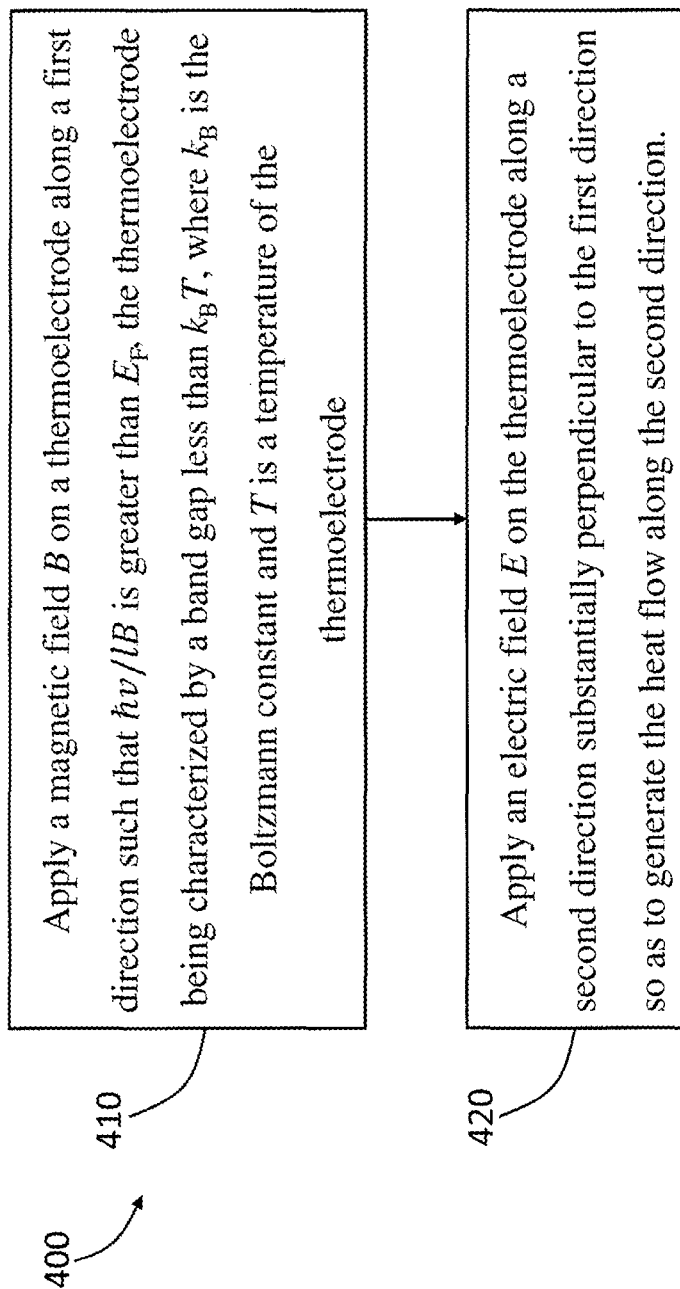 400
410
Apply a magnetic field B on a thermoelectrode along a first
direction such that ℏv/lB is greater than E_F, the thermoelectrode
being characterized by a band gap less than k_BT, where k_B is the
Boltzmann constant and T is a temperature of the
thermoelectrode
420
Apply an electric field E on the thermoelectrode along a
second direction substantially perpendicular to the first direction
so as to generate the heat flow along the second direction.